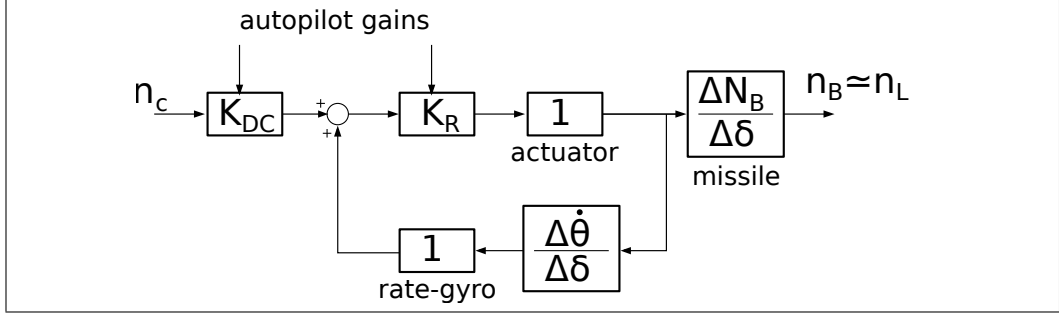 autopilot gains
n_c
K_DC
+
+
K_R
1
actuator
ΔN_B
Δδ
missile
n_B≃n_L
1
rate-gyro
Δθ̇
Δδ